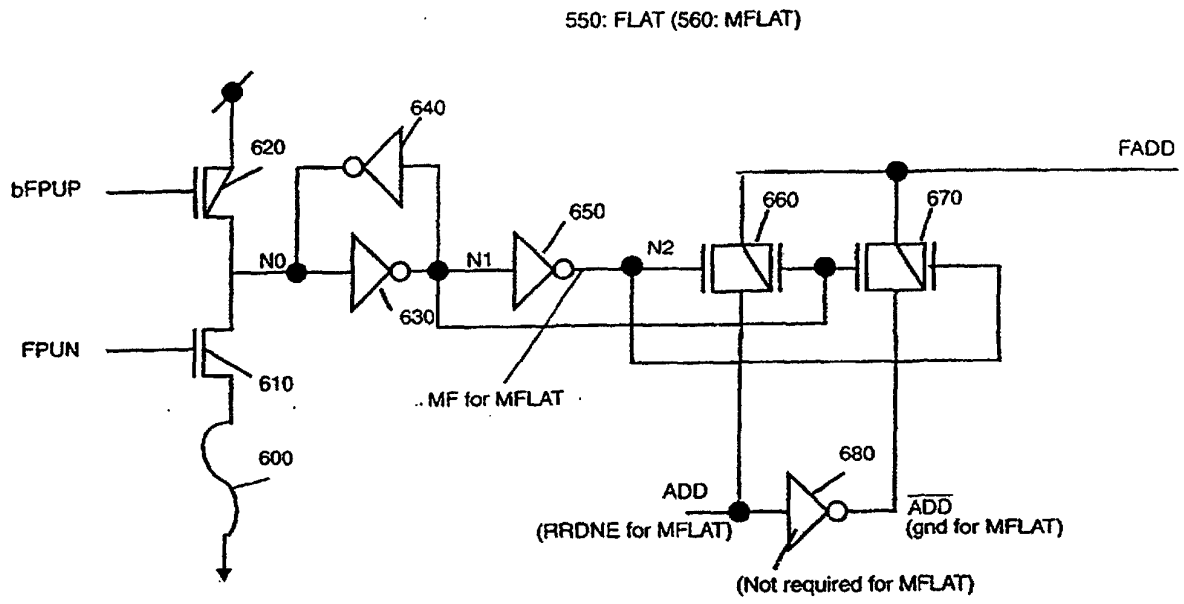 550: FLAT (560: MFLAT)
640
620
FADD
bFPUP
650
660
670
N0
N1
N2
630
FPUN
610
MF for MFLAT
600
680
ADD
ADD
(RRDNE for MFLAT)
(gnd for MFLAT)
(Not required for MFLAT)